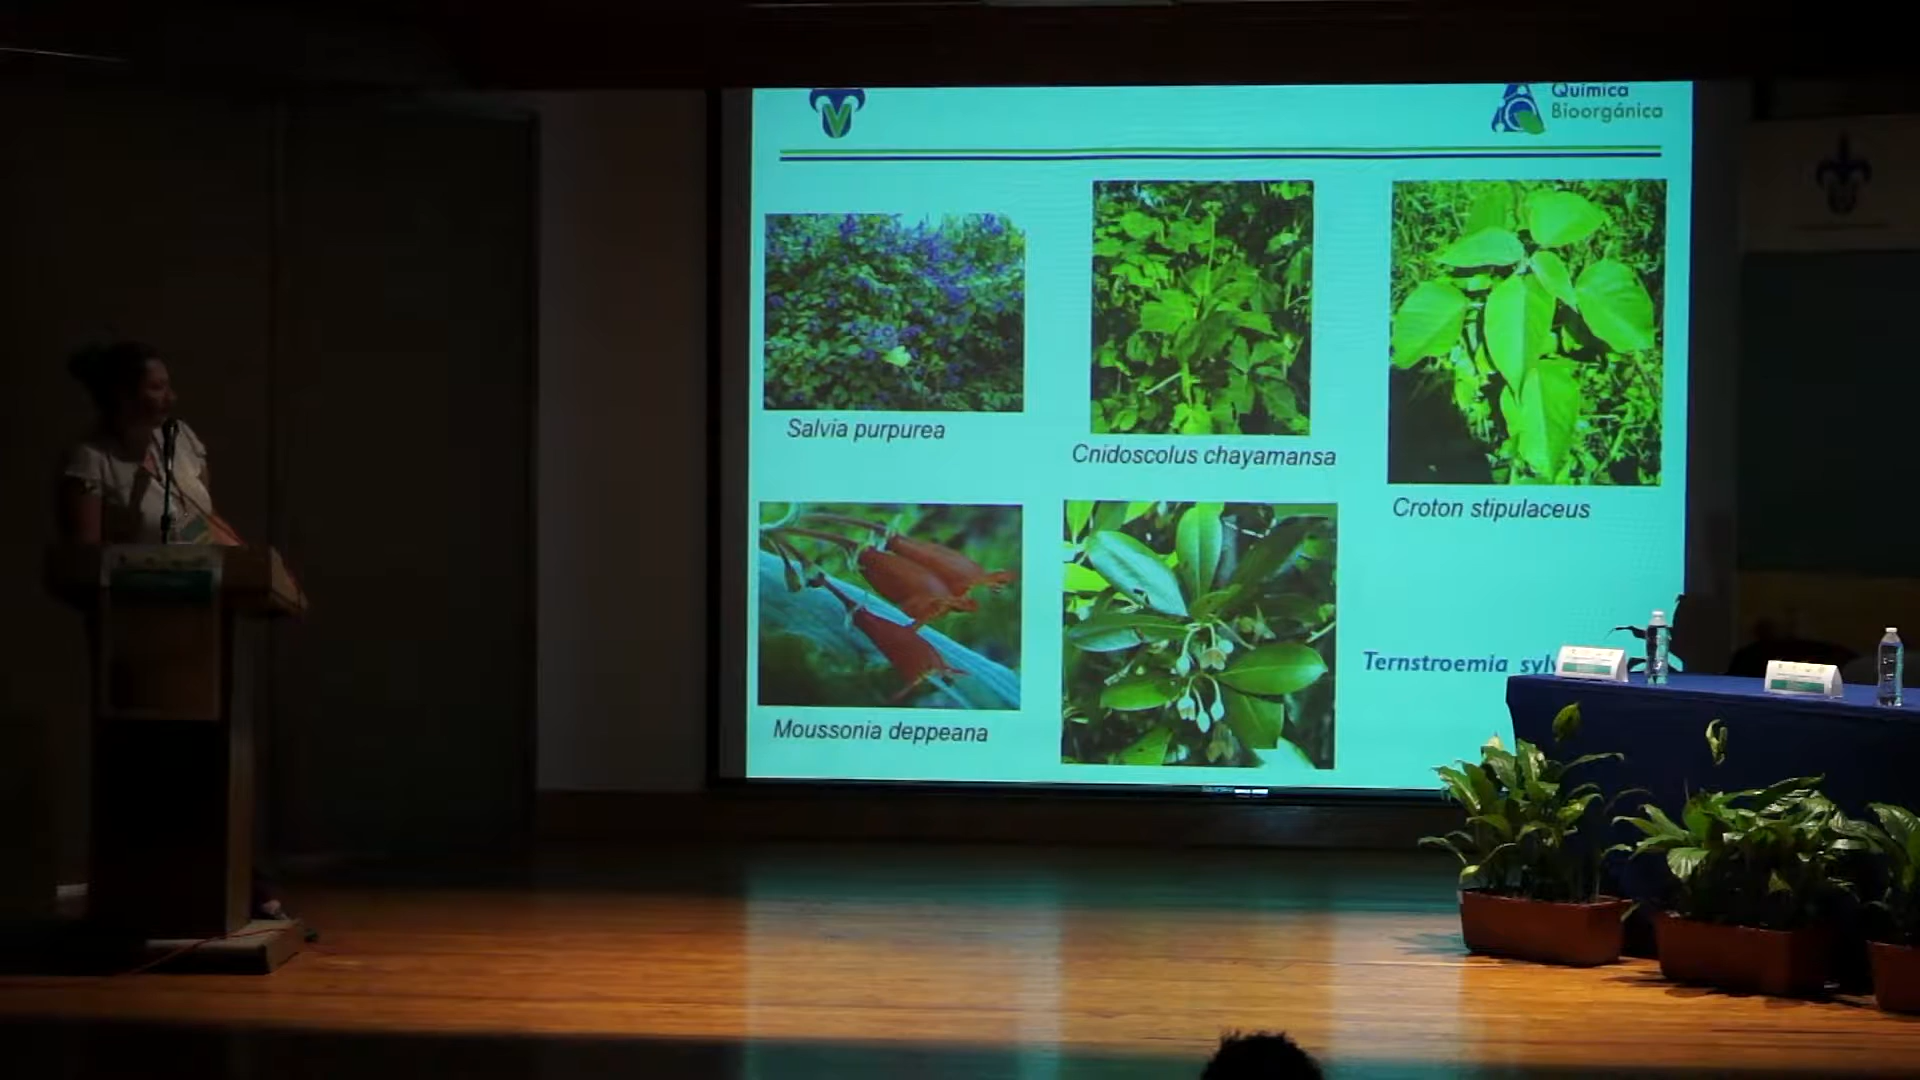 Química
Bioorgánica
Salvia purpurea
Cnidoscolus chayamansa
Croton stipulaceus
Moussonia deppeana
Ternstroemia